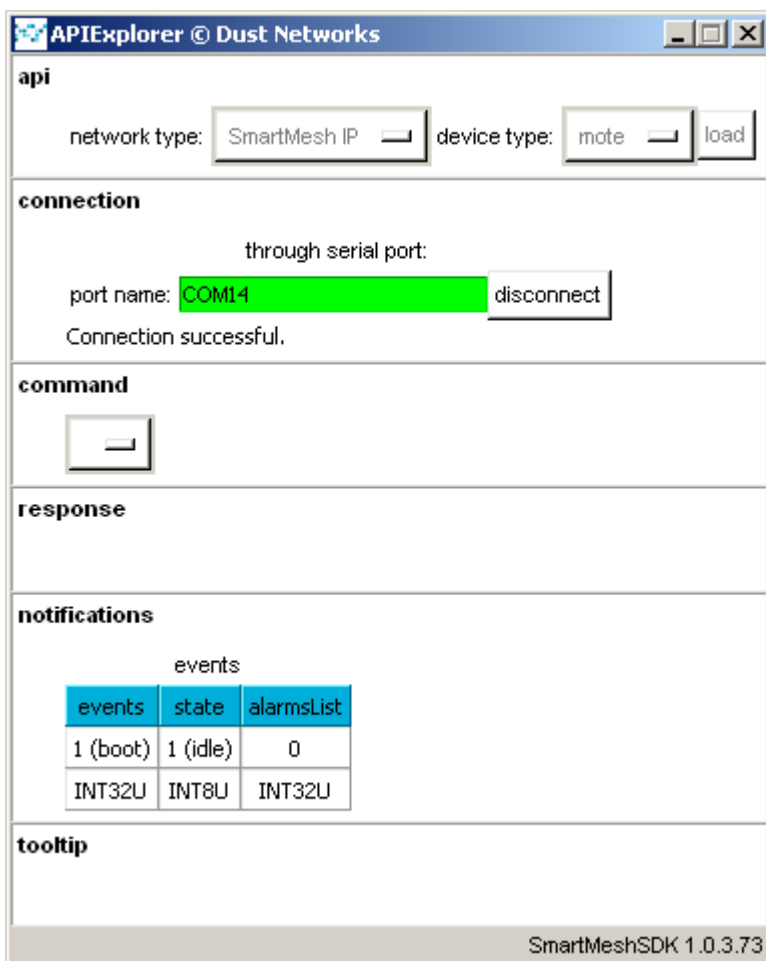 APIExplorer © Dust Networks
api
network type: SmartMesh IP device type: mote load
connection
through serial port:
port name: COM14 disconnect
Connection successful.
command
response
notifications
events
events state alarmsList
1 (boot) 1 (idle) 0
INT32U INT8U INT32U
tooltip
SmartMeshSDK 1.0.3.73